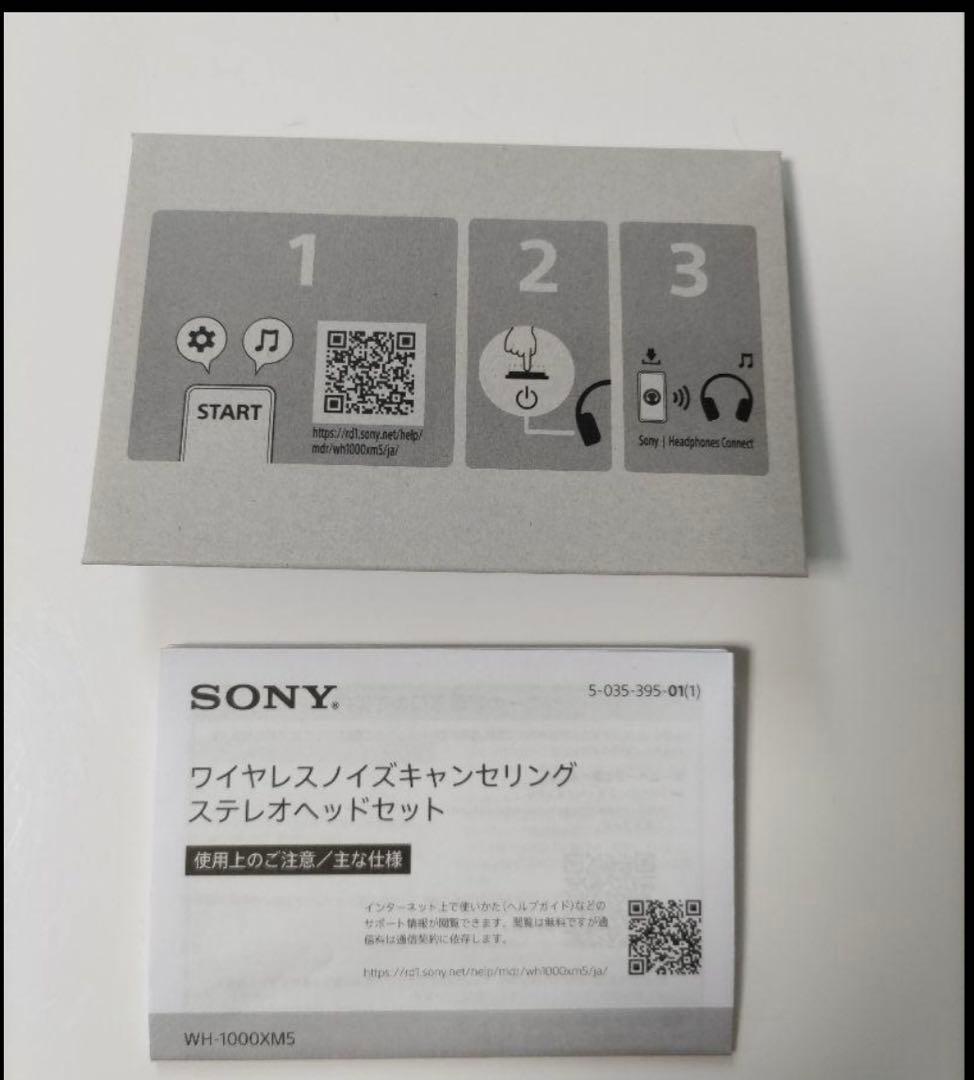 1
2
3
START
https://rd1.sony.net/help/
mdr/wh1000xm5/ja/
Sony | Headphones Connect
SONY®
5-035-395-01(1)
ワイヤレスノイズキャンセリング
ステレオヘッドセット
使用上のご注意／主な仕様
インターネット上で使いかた（ヘルプガイド）などの
サポート情報が閲覧できます。閲覧は無料ですが通
信料は通信契約に依存します。
https://rd1.sony.net/help/mdr/wh1000xm5/ja/
WH-1000XM5